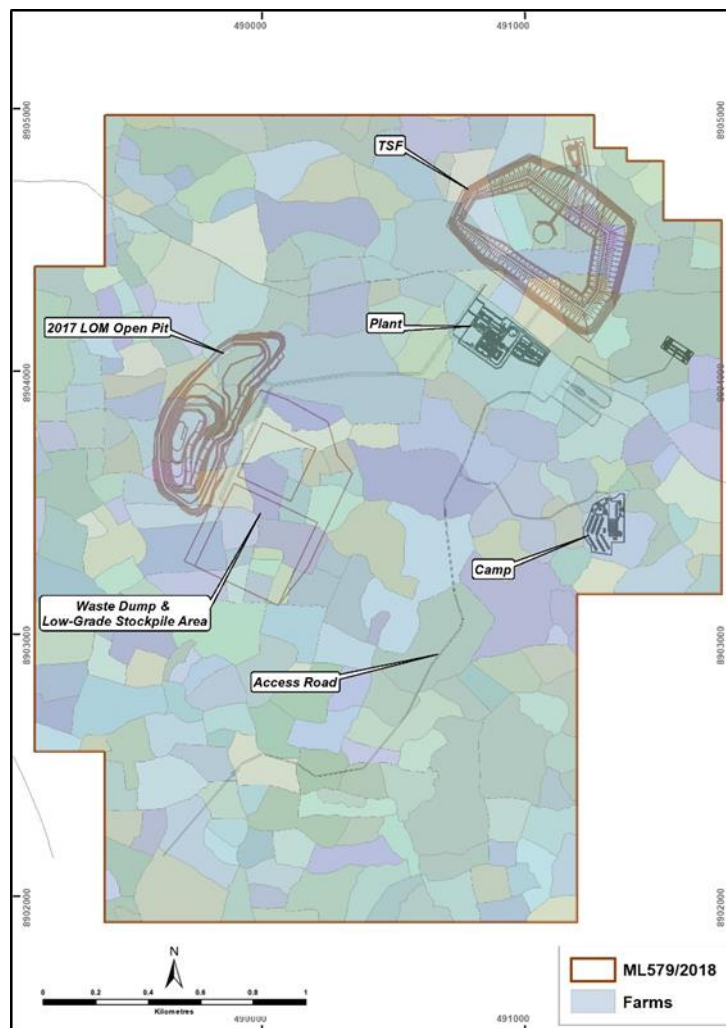 490000
491000
8905000
8905000
TSF
2017 LOM Open Pit
Plant
8904000
8904000
Camp
Waste Dump &
Low-Grade Stockpile Area
8903000
8903000
Access Road
8902000
8902000
N
0 0.2 0.4 0.6 0.8 1
Kilometres
ML579/2018
Farms
490000
491000